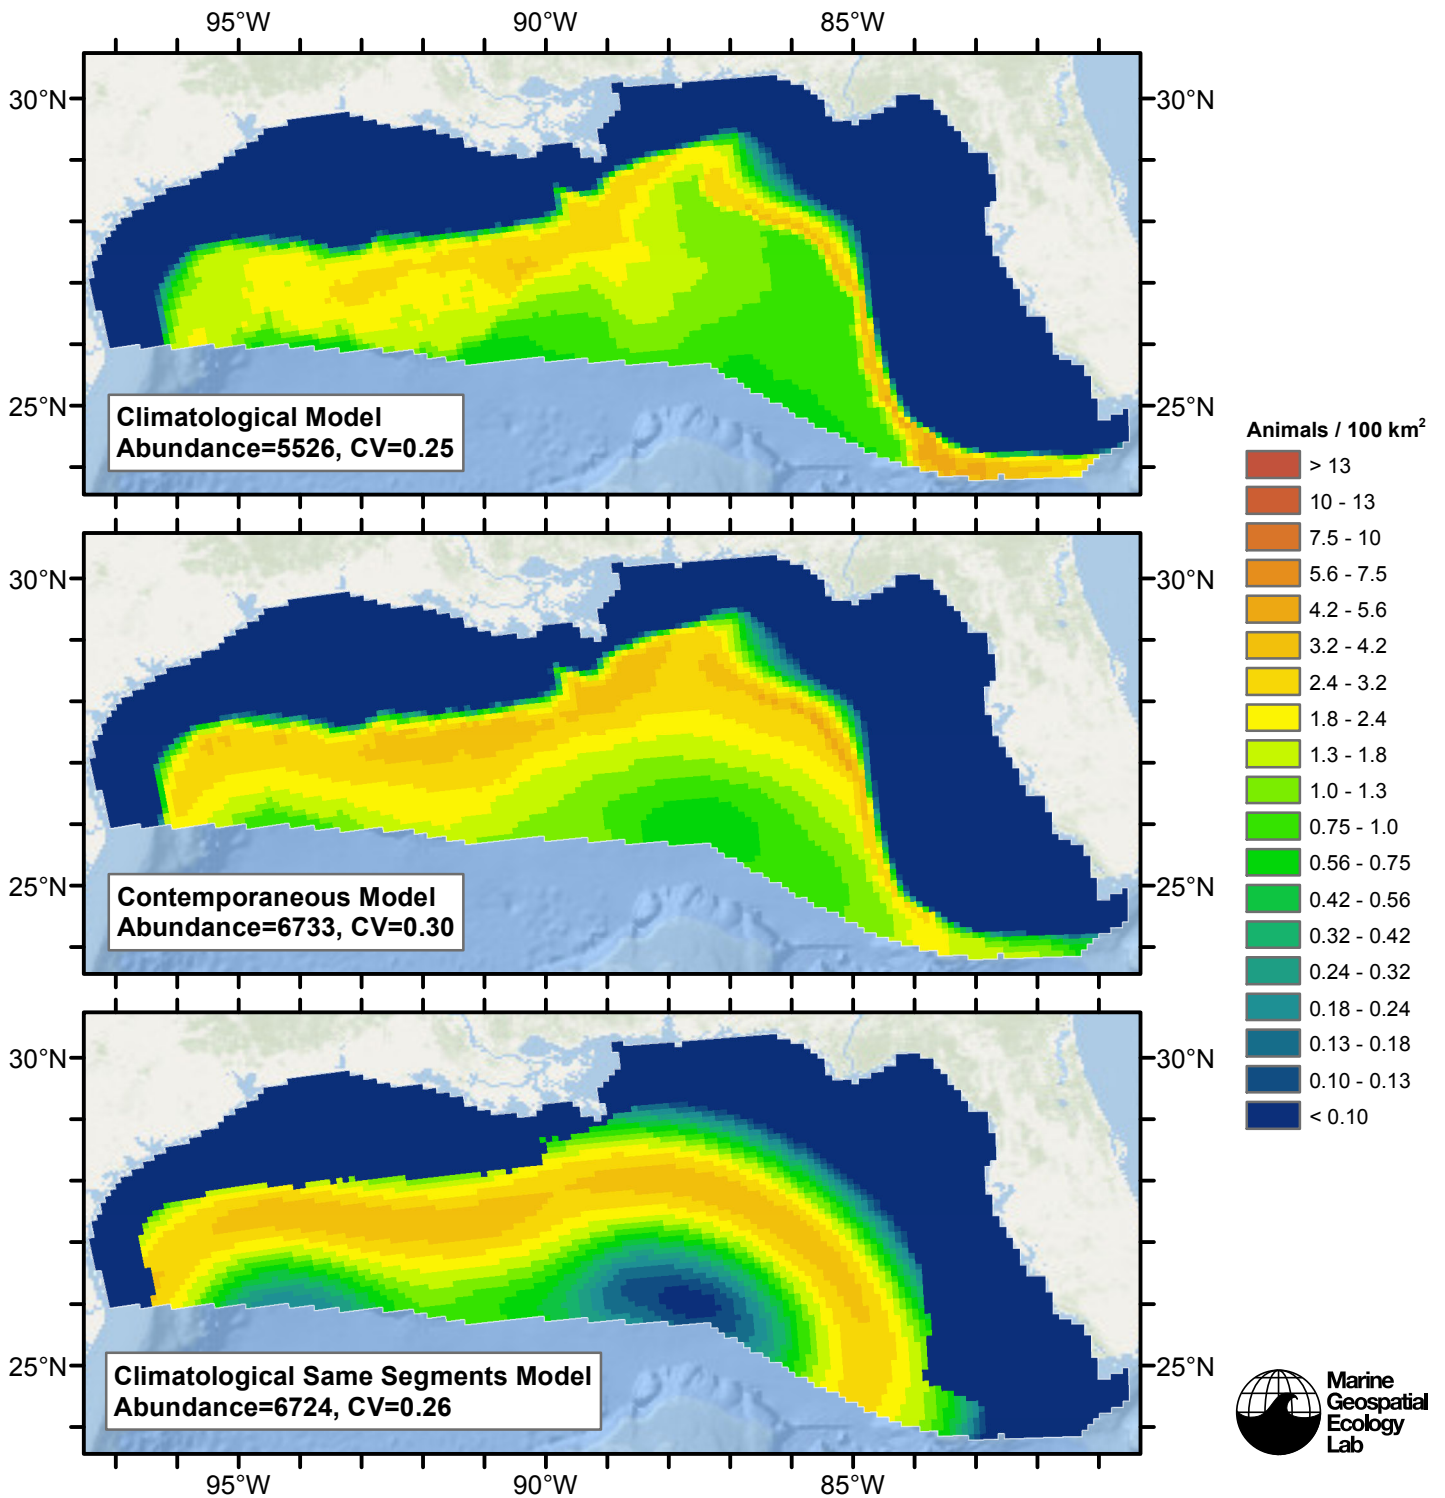 95°W 90°W 85°W
30°N 30°N
25°N 25°N
Climatological Model
Abundance=5526, CV=0.25
30°N 30°N
25°N 25°N
Contemporaneous Model
Abundance=6733, CV=0.30
30°N 30°N
25°N 25°N
Climatological Same Segments Model
Abundance=6724, CV=0.26
95°W 90°W 85°W
Animals / 100 km²
> 13
10 - 13
7.5 - 10
5.6 - 7.5
4.2 - 5.6
3.2 - 4.2
2.4 - 3.2
1.8 - 2.4
1.3 - 1.8
1.0 - 1.3
0.75 - 1.0
0.56 - 0.75
0.42 - 0.56
0.32 - 0.42
0.24 - 0.32
0.18 - 0.24
0.13 - 0.18
0.10 - 0.13
< 0.10
Marine
Geospatial
Ecology
Lab